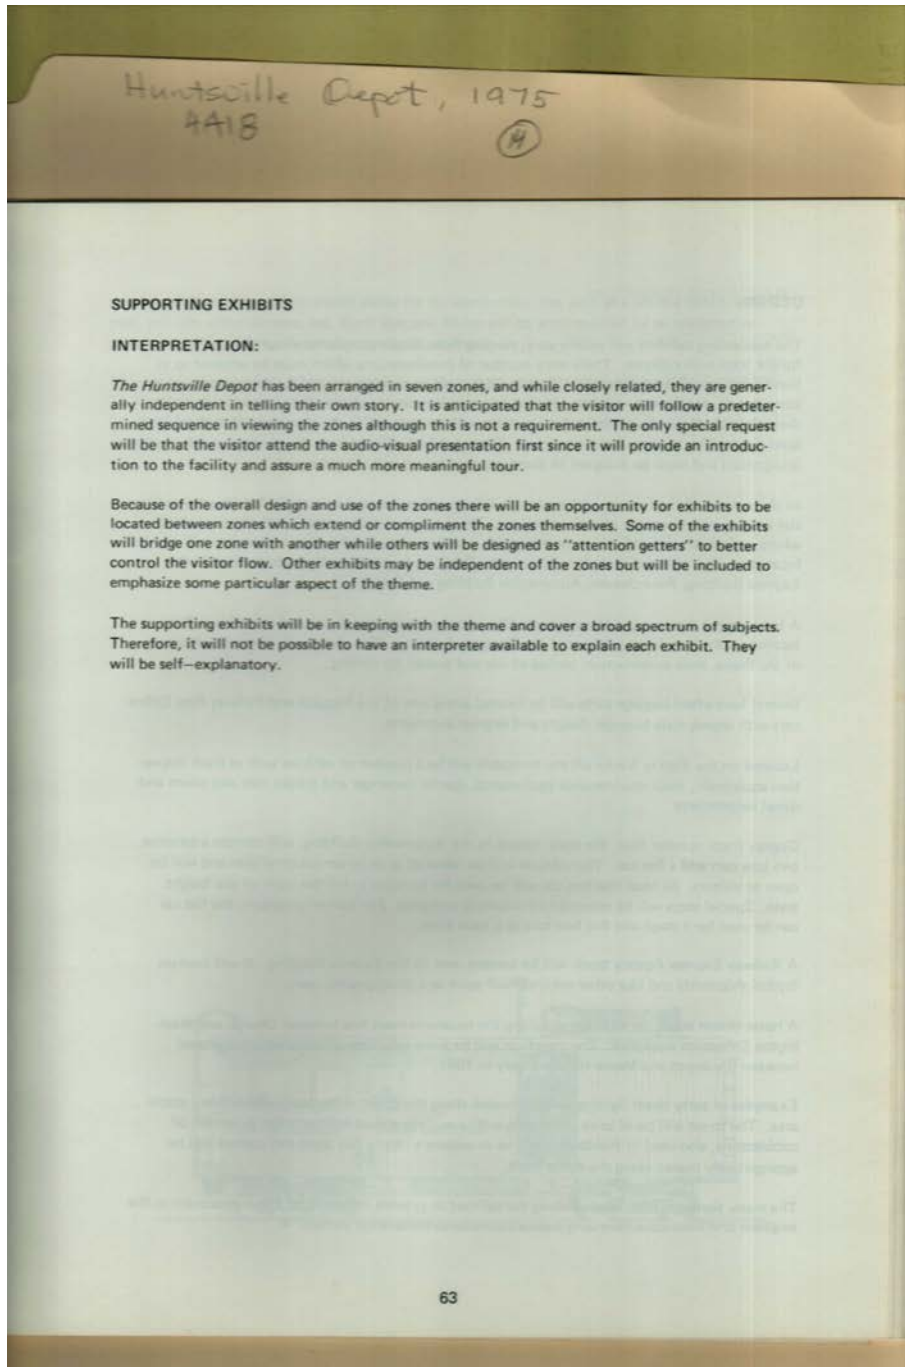 Huntsville Depot, 1975
4418
SUPPORTING EXHIBITS
INTERPRETATION:
The Huntsville Depot has been arranged in seven zones, and while closely related, they are gener-
ally independent in telling their own story. It is anticipated that the visitor will follow a predeter-
mined sequence in viewing the zones although this is not a requirement. The only special request
will be that the visitor attend the audio-visual presentation first since it will provide an introduc-
tion to the facility and assure a much more meaningful tour.
Because of the overall design and use of the zones there will be an opportunity for exhibits to be
located between zones which extend or compliment the zones themselves. Some of the exhibits
will bridge one zone with another while others will be designed as "attention getters" to better
control the visitor flow. Other exhibits may be independent of the zones but will be included to
emphasize some particular aspect of the theme.
The supporting exhibits will be in keeping with the theme and cover a broad spectrum of subjects.
Therefore, it will not be possible to have an interpreter available to explain each exhibit. They
will be self—explanatory.
63